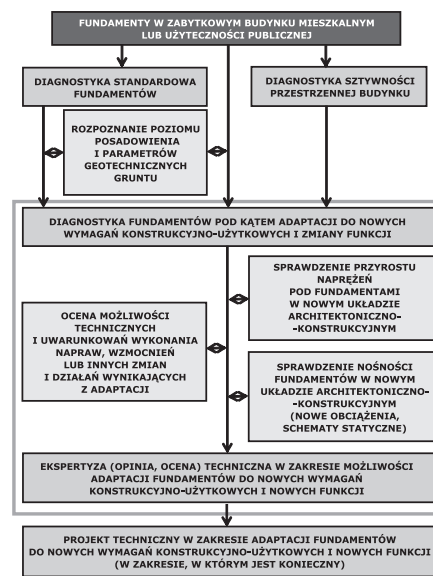 FUNDAMENTY W ZABYTKOWYM BUDYNKU MIESZKALNYM
LUB UŻYTECZNOŚCI PUBLICZNEJ
DIAGNOSTYKA STANDARDOWA
FUNDAMENTÓW
DIAGNOSTYKA SZTYWNOŚCI
PRZESTRZENNEJ BUDYNKU
ROZPOZNANIE POZIOMU
POSADOWIENIA
I PARAMETRÓW
GEOTECHNICZNYCH
GRUNTU
DIAGNOSTYKA FUNDAMENTÓW POD KĄTEM ADAPTACJI DO NOWYCH
WYMAGAŃ KONSTRUKCYJNO-UŻYTKOWYCH I ZMIANY FUNKCJI
SPRAWDZENIE PRZYROSTU
NAPRĘŻEŃ
POD FUNDAMENTAMI
W NOWYM UKŁADZIE
ARCHITEKTONICZNO-
-KONSTRUKCYJNYM
OCENA MOŻLIWOŚCI
TECHNICZNYCH
I UWARUNKOWAŃ WYKONANIA
NAPRAW, WZMOCNIEŃ
LUB INNYCH ZMIAN
I DZIAŁAŃ WYNIKAJĄCYCH
Z ADAPTACJI
SPRAWDZENIE NOŚNOŚCI
FUNDAMENTÓW W NOWYM
UKŁADZIE
ARCHITEKTONICZNO-
-KONSTRUKCYJNYM
(NOWE OBCIĄŻENIA,
SCHEMATY STATYCZNE)
EKSPERTYZA (OPINIA, OCENA) TECHNICZNA W ZAKRESIE MOŻLIWOŚCI
ADAPTACJI FUNDAMENTÓW DO NOWYCH WYMAGAŃ
KONSTRUKCYJNO-UŻYTKOWYCH I NOWYCH FUNKCJI
PROJEKT TECHNICZNY W ZAKRESIE ADAPTACJI FUNDAMENTÓW
DO NOWYCH WYMAGAŃ KONSTRUKCYJNO-UŻYTKOWYCH I NOWYCH FUNKCJI
(W ZAKRESIE, W KTÓRYM JEST KONIECZNY)